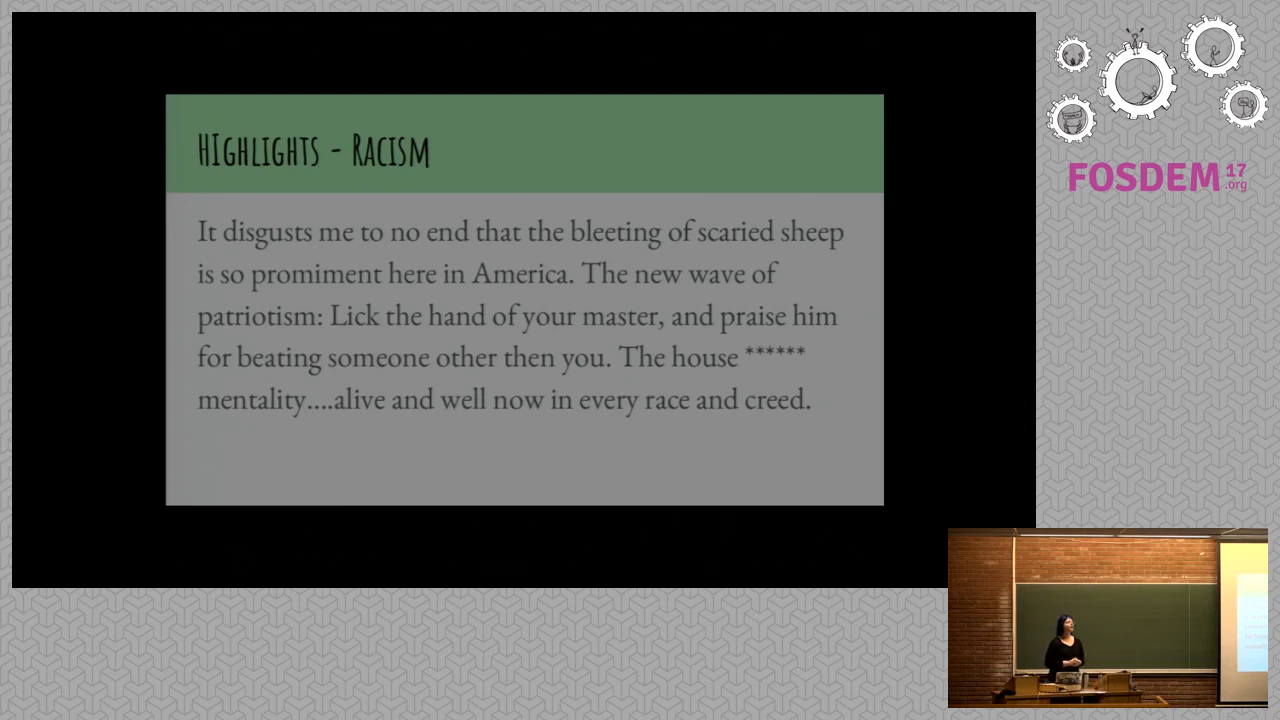 HIghlights - Racism
It disgusts me to no end that the bleeting of scaried sheep
is so promiment here in America. The new wave of
patriotism: Lick the hand of your master, and praise him
for beating someone other then you. The house ******
mentality....alive and well now in every race and creed.
FOSDEM 17
.org